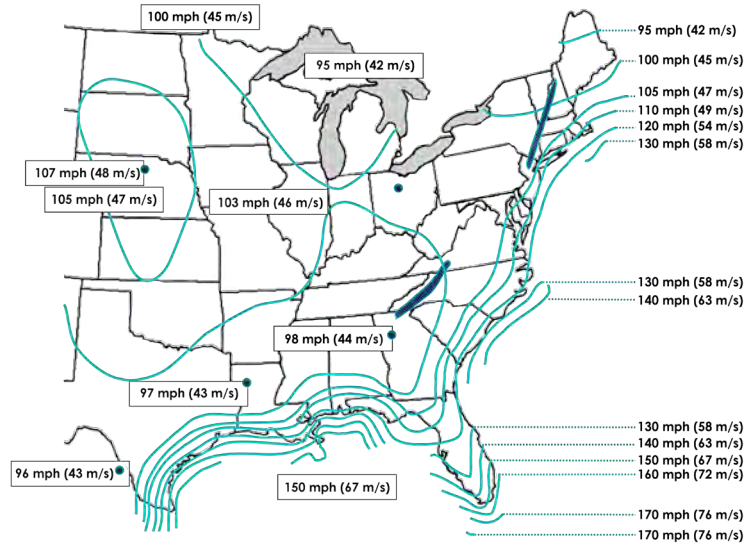 100 mph (45 m/s)
95 mph (42 m/s)
95 mph (42 m/s)
100 mph (45 m/s)
105 mph (47 m/s)
110 mph (49 m/s)
120 mph (54 m/s)
130 mph (58 m/s)
107 mph (48 m/s)
105 mph (47 m/s)
103 mph (46 m/s)
130 mph (58 m/s)
140 mph (63 m/s)
98 mph (44 m/s)
97 mph (43 m/s)
130 mph (58 m/s)
140 mph (63 m/s)
150 mph (67 m/s)
160 mph (72 m/s)
96 mph (43 m/s)
150 mph (67 m/s)
170 mph (76 m/s)
170 mph (76 m/s)